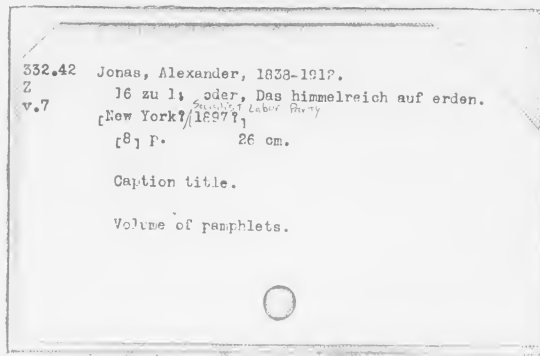 332.42 Jonas, Alexander, 1838-1912.
Z 16 zu 1; oder, Das himmelreich auf erden.
Socialist Labor Party
v.7 [New York? 1897?]
[8] p. 26 cm.
Caption title.
Volume of pamphlets.